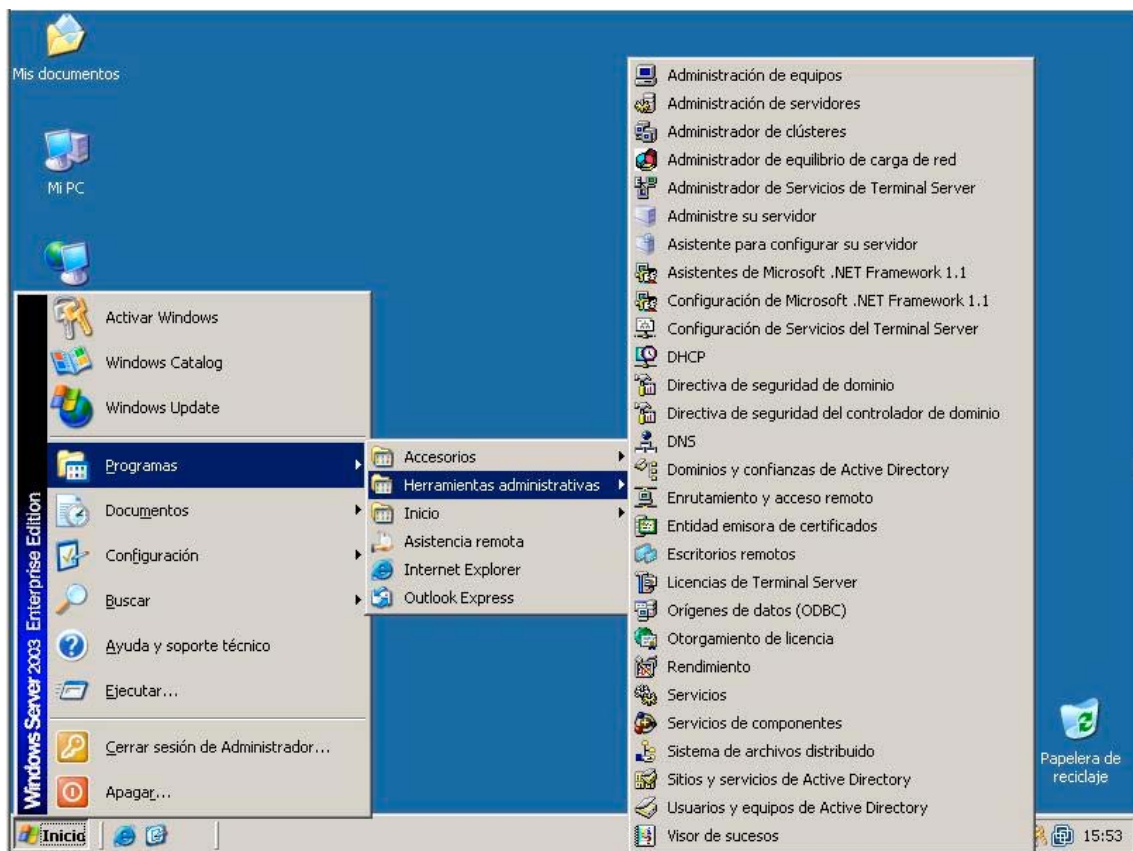 Mis documentos
Mi PC
Activar Windows
Windows Catalog
Windows Update
Programas
Documentos
Configuración
Buscar
Ayuda y soporte técnico
Ejecutar...
Cerrar sesión de Administrador...
Apagar...
Windows Server 2003 Enterprise Edition
Accesorios
Herramientas administrativas
Inicio
Asistencia remota
Internet Explorer
Outlook Express
Administración de equipos
Administración de servidores
Administrador de clústeres
Administrador de equilibrio de carga de red
Administrador de Servicios de Terminal Server
Administre su servidor
Asistente para configurar su servidor
Asistentes de Microsoft .NET Framework 1.1
Configuración de Microsoft .NET Framework 1.1
Configuración de Servicios del Terminal Server
DHCP
Directiva de seguridad de dominio
Directiva de seguridad del controlador de dominio
DNS
Dominios y confianzas de Active Directory
Enrutamiento y acceso remoto
Entidad emisora de certificados
Escritorios remotos
Licencias de Terminal Server
Orígenes de datos (ODBC)
Otorgamiento de licencia
Rendimiento
Servicios
Servicios de componentes
Sistema de archivos distribuido
Sitios y servicios de Active Directory
Usuarios y equipos de Active Directory
Visor de sucesos
Papelera de
reciclaje
Inicio
15:53